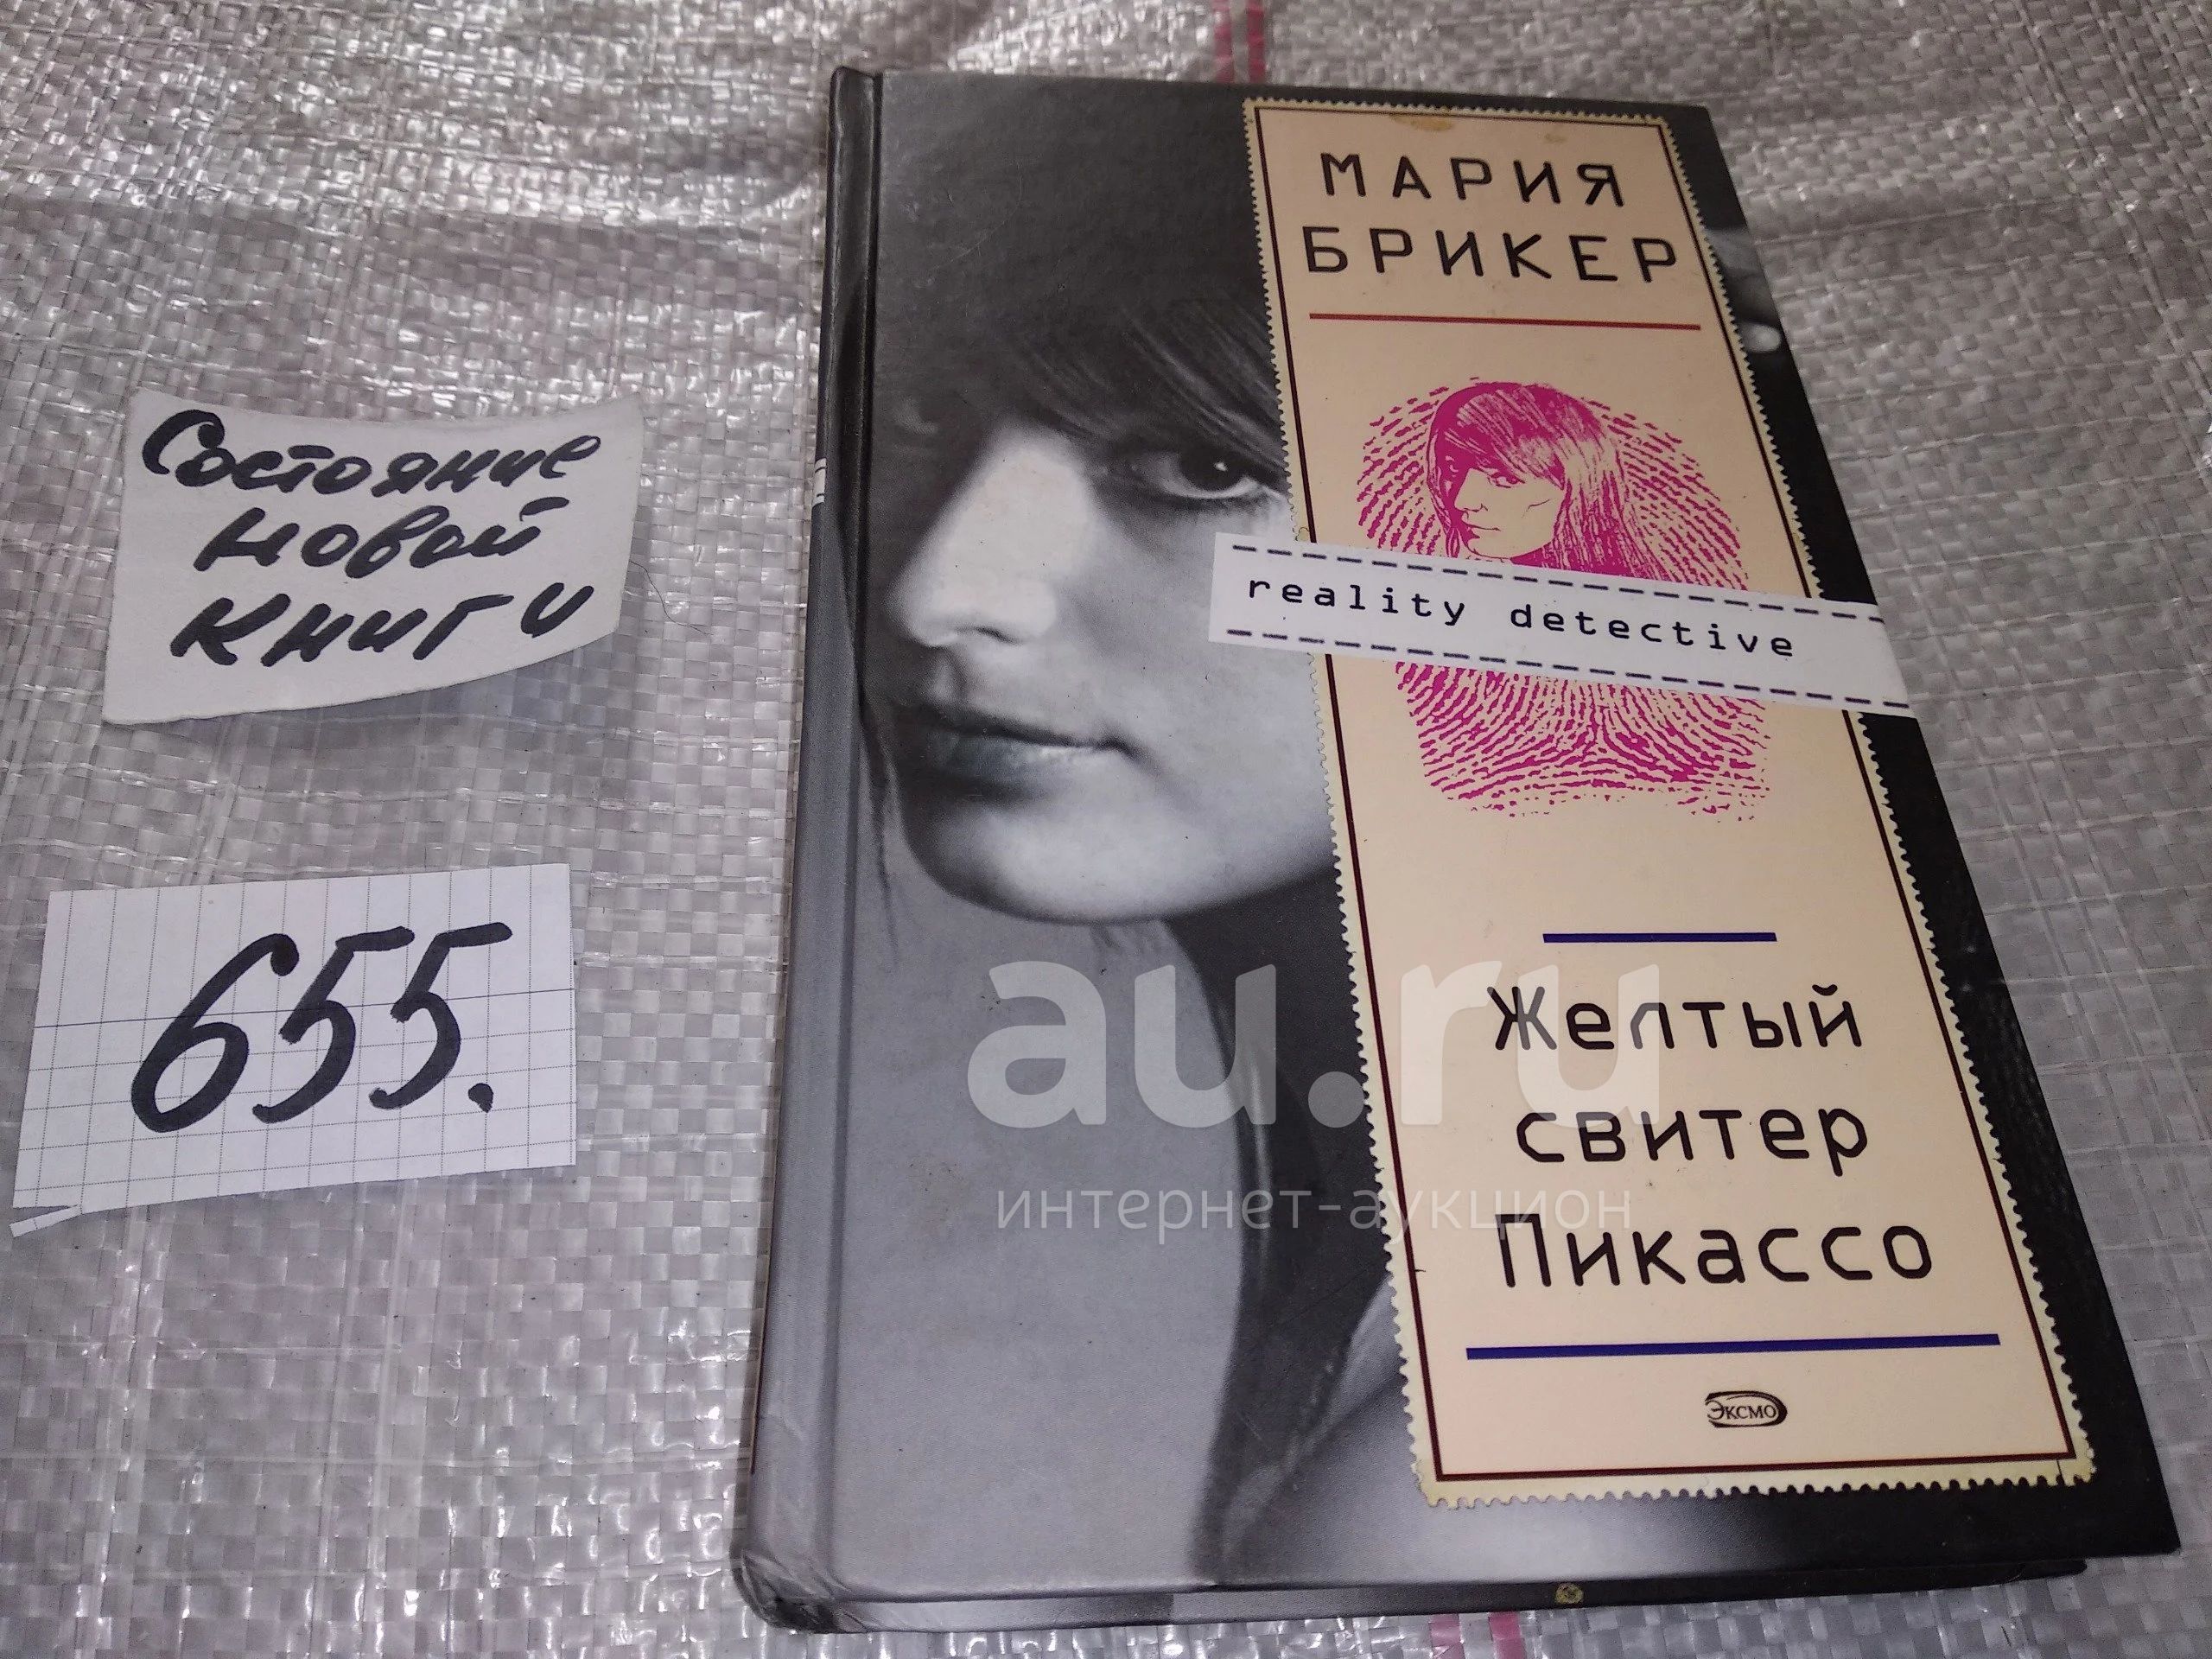 Состояние
новой
книги
655.
МАРИЯ
БРИКЕР
reality detective
Желтый
свитер
Пикассо
ЭКСМО
au.ru
интернет-аукцион